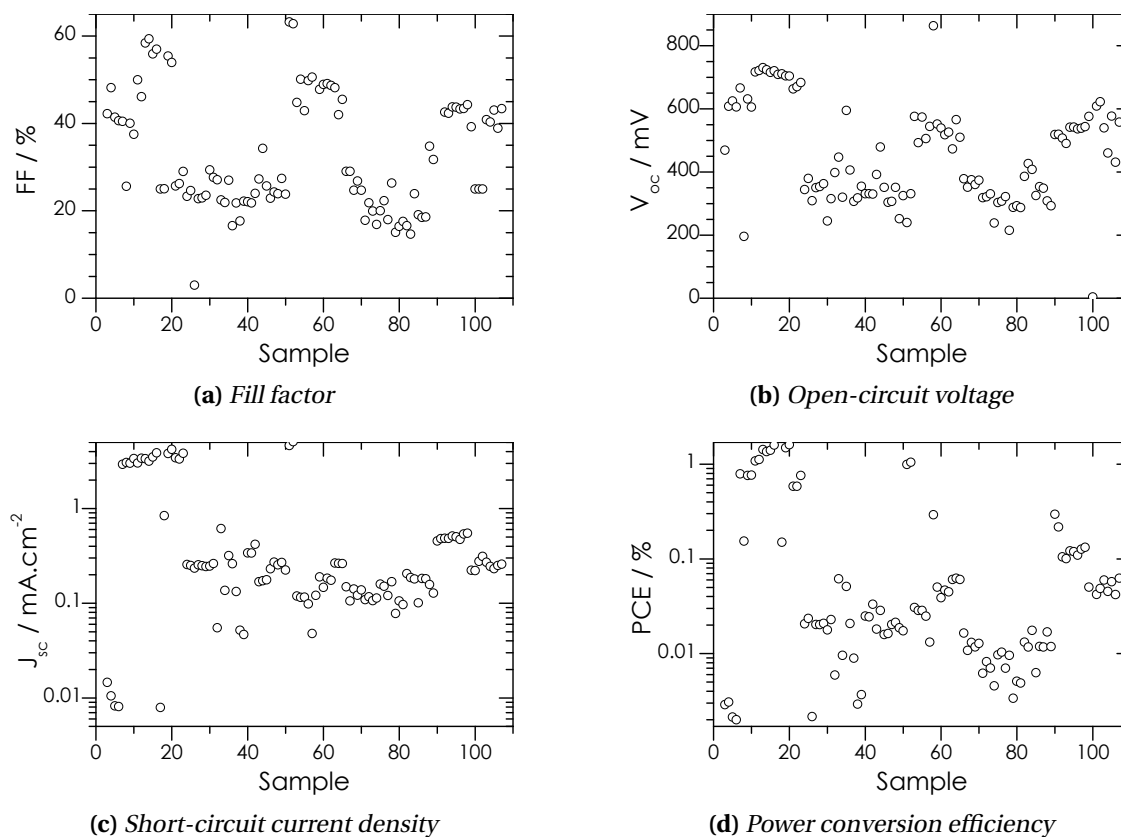 60
40
20
0
FF / %
0 20 40 60 80 100
Sample
(a) Fill factor
800
600
400
200
0
V_oc / mV
0 20 40 60 80 100
Sample
(b) Open-circuit voltage
1
0.1
0.01
J_sc / mA.cm⁻²
0 20 40 60 80 100
Sample
(c) Short-circuit current density
1
0.1
0.01
PCE / %
0 20 40 60 80 100
Sample
(d) Power conversion efficiency